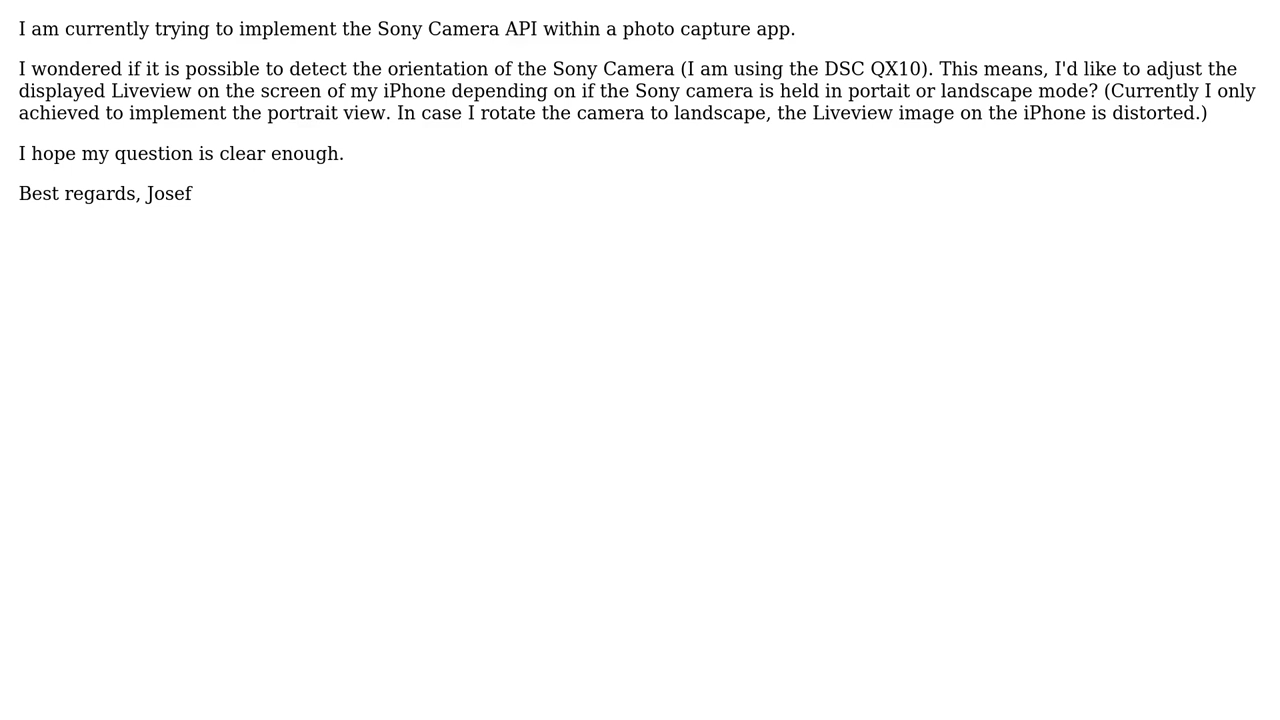 I am currently trying to implement the Sony Camera API within a photo capture app.
I wondered if it is possible to detect the orientation of the Sony Camera (I am using the DSC QX10). This means, I'd like to adjust the
displayed Liveview on the screen of my iPhone depending on if the Sony camera is held in portait or landscape mode? (Currently I only
achieved to implement the portrait view. In case I rotate the camera to landscape, the Liveview image on the iPhone is distorted.)
I hope my question is clear enough.
Best regards, Josef